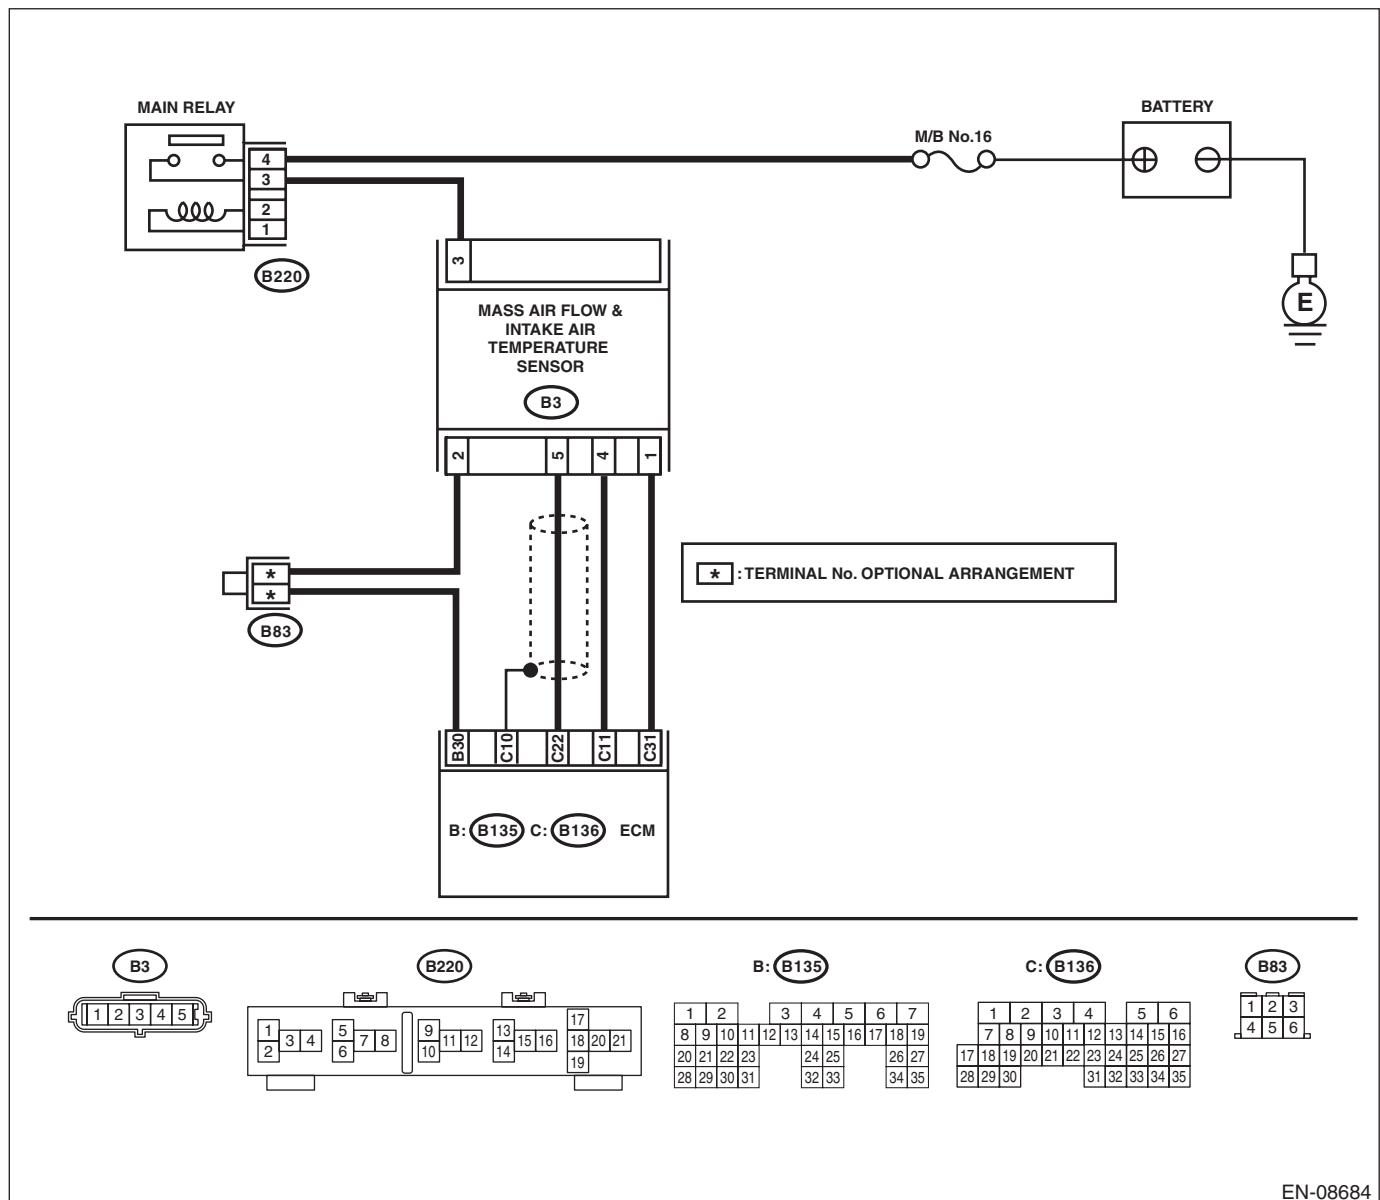 MAIN RELAY
BATTERY
M/B No.16
4
3
2
1
B220
E
3
MASS AIR FLOW &
INTAKE AIR
TEMPERATURE
SENSOR
B3
2 5 4 1
*
*
B83
* : TERMINAL No. OPTIONAL ARRANGEMENT
B30 C10 C22 C11 C31
B: B135 C: B136 ECM
B3
1 2 3 4 5
B220
1 2 3 4 5 6 7 8 9 10 11 12 13 14 15 16 17 18 19 20 21
B: B135
1 2 3 4 5 6 7
8 9 10 11 12 13 14 15 16 17 18 19
20 21 22 23 24 25 26 27
28 29 30 31 32 33 34 35
C: B136
1 2 3 4 5 6
7 8 9 10 11 12 13 14 15 16
17 18 19 20 21 22 23 24 25 26 27
28 29 30 31 32 33 34 35
B83
1 2 3
4 5 6
EN-08684